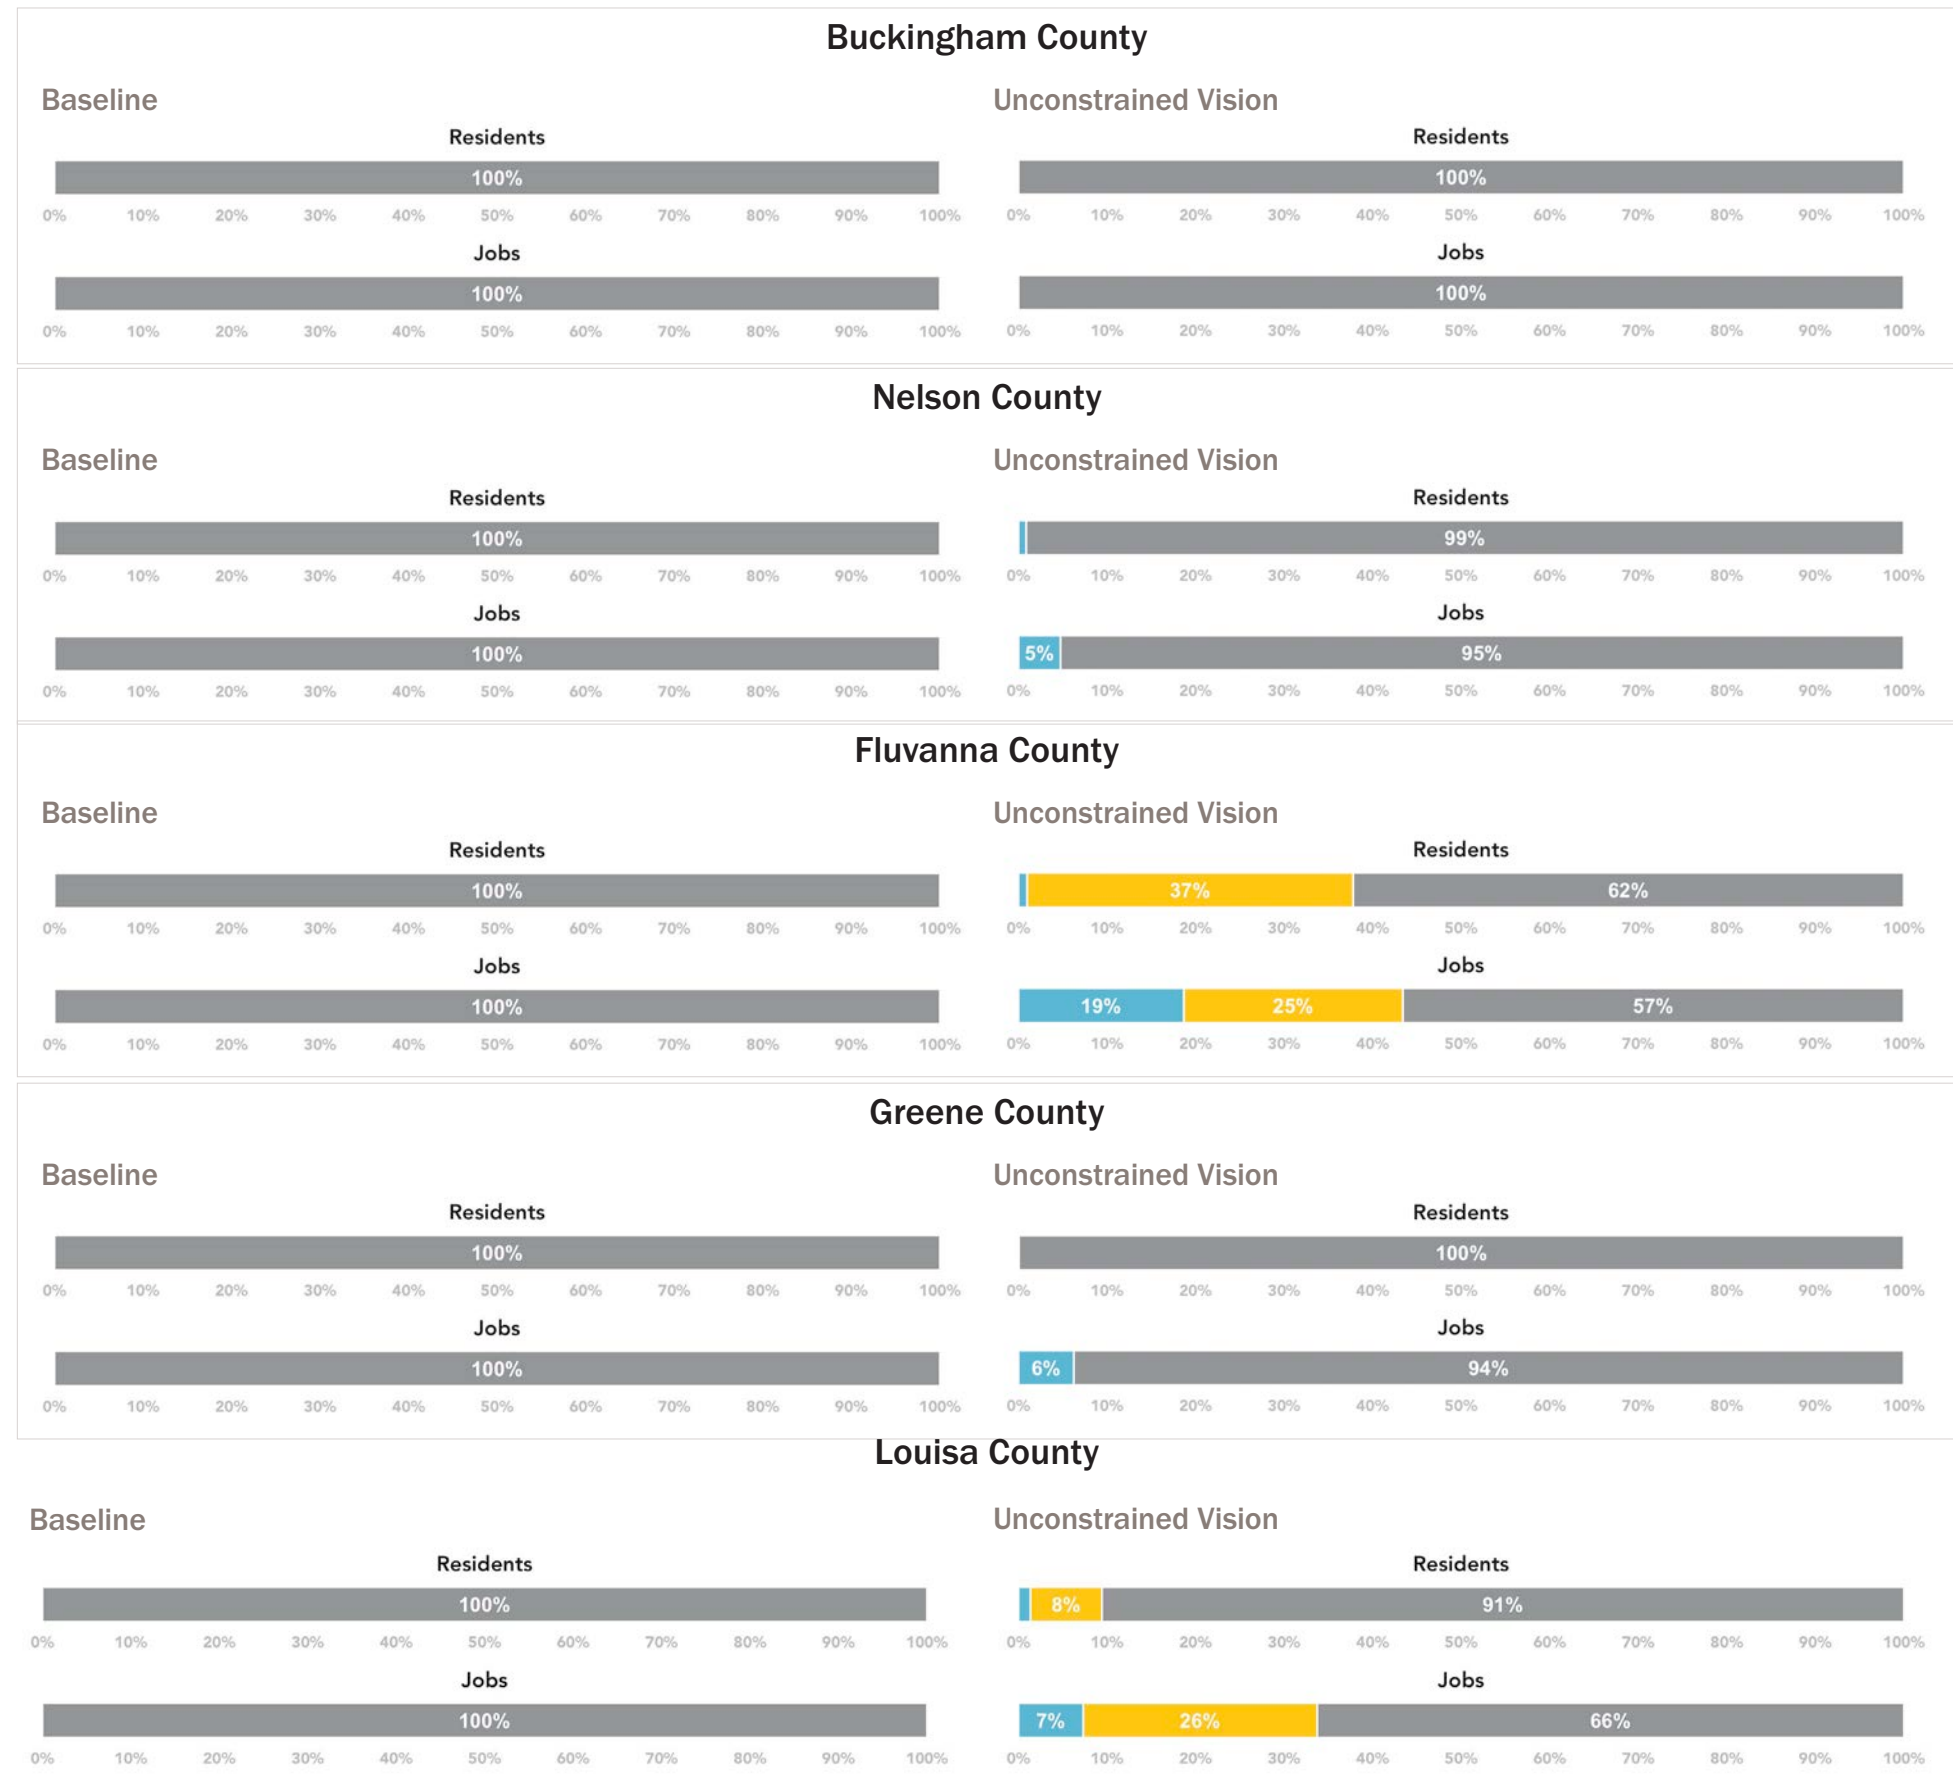 Buckingham County
Baseline Unconstrained Vision
Residents Residents
100% 100%
0% 10% 20% 30% 40% 50% 60% 70% 80% 90% 100% 0% 10% 20% 30% 40% 50% 60% 70% 80% 90% 100%
Jobs Jobs
100% 100%
0% 10% 20% 30% 40% 50% 60% 70% 80% 90% 100% 0% 10% 20% 30% 40% 50% 60% 70% 80% 90% 100%
Nelson County
Baseline Unconstrained Vision
Residents Residents
100% 99%
0% 10% 20% 30% 40% 50% 60% 70% 80% 90% 100% 0% 10% 20% 30% 40% 50% 60% 70% 80% 90% 100%
Jobs Jobs
100% 5% 95%
0% 10% 20% 30% 40% 50% 60% 70% 80% 90% 100% 0% 10% 20% 30% 40% 50% 60% 70% 80% 90% 100%
Fluvanna County
Baseline Unconstrained Vision
Residents Residents
100% 37% 62%
0% 10% 20% 30% 40% 50% 60% 70% 80% 90% 100% 0% 10% 20% 30% 40% 50% 60% 70% 80% 90% 100%
Jobs Jobs
100% 19% 25% 57%
0% 10% 20% 30% 40% 50% 60% 70% 80% 90% 100% 0% 10% 20% 30% 40% 50% 60% 70% 80% 90% 100%
Greene County
Baseline Unconstrained Vision
Residents Residents
100% 100%
0% 10% 20% 30% 40% 50% 60% 70% 80% 90% 100% 0% 10% 20% 30% 40% 50% 60% 70% 80% 90% 100%
Jobs Jobs
100% 6% 94%
0% 10% 20% 30% 40% 50% 60% 70% 80% 90% 100% 0% 10% 20% 30% 40% 50% 60% 70% 80% 90% 100%
Louisa County
Baseline Unconstrained Vision
Residents Residents
100% 8% 91%
0% 10% 20% 30% 40% 50% 60% 70% 80% 90% 100% 0% 10% 20% 30% 40% 50% 60% 70% 80% 90% 100%
Jobs Jobs
100% 7% 26% 66%
0% 10% 20% 30% 40% 50% 60% 70% 80% 90% 100% 0% 10% 20% 30% 40% 50% 60% 70% 80% 90% 100%